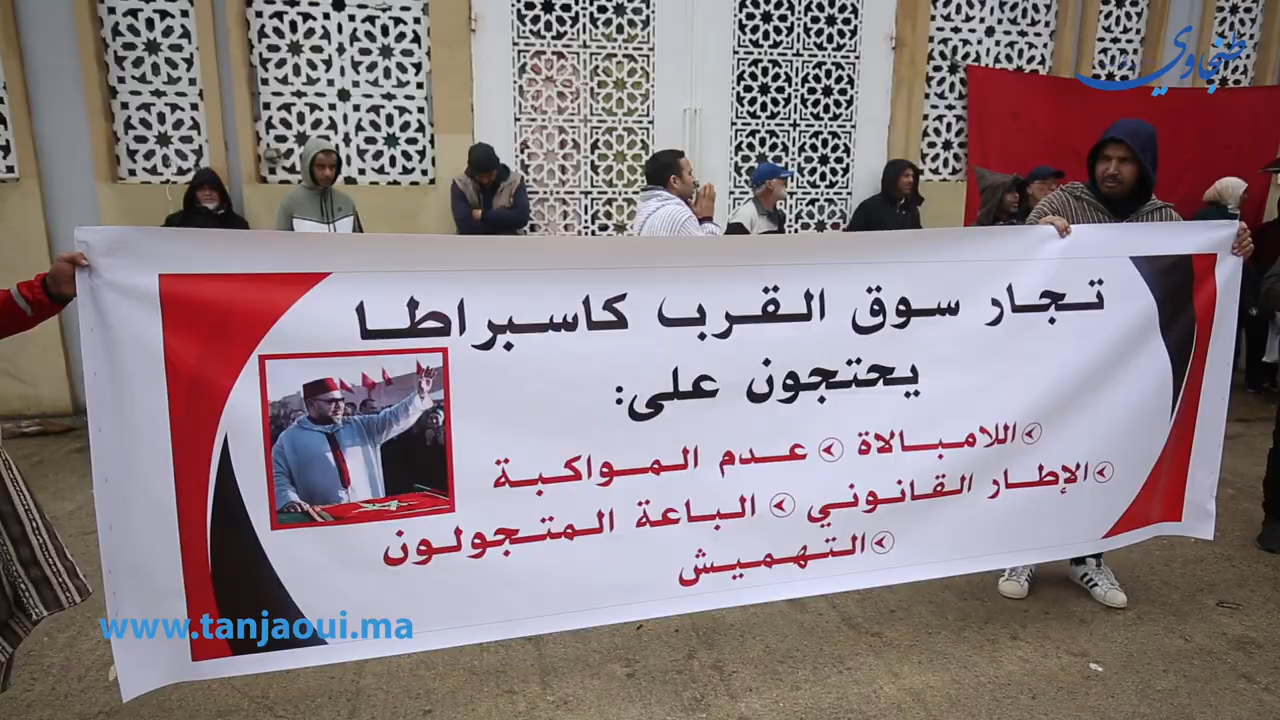 طنجاوي
تجار سوق القرب كاسبراطا
يحتجون على:
اللامبالاة عدم المواكبة
الإطار القانوني الباعة المتجولون
التهميش
www.tanjaoui.ma